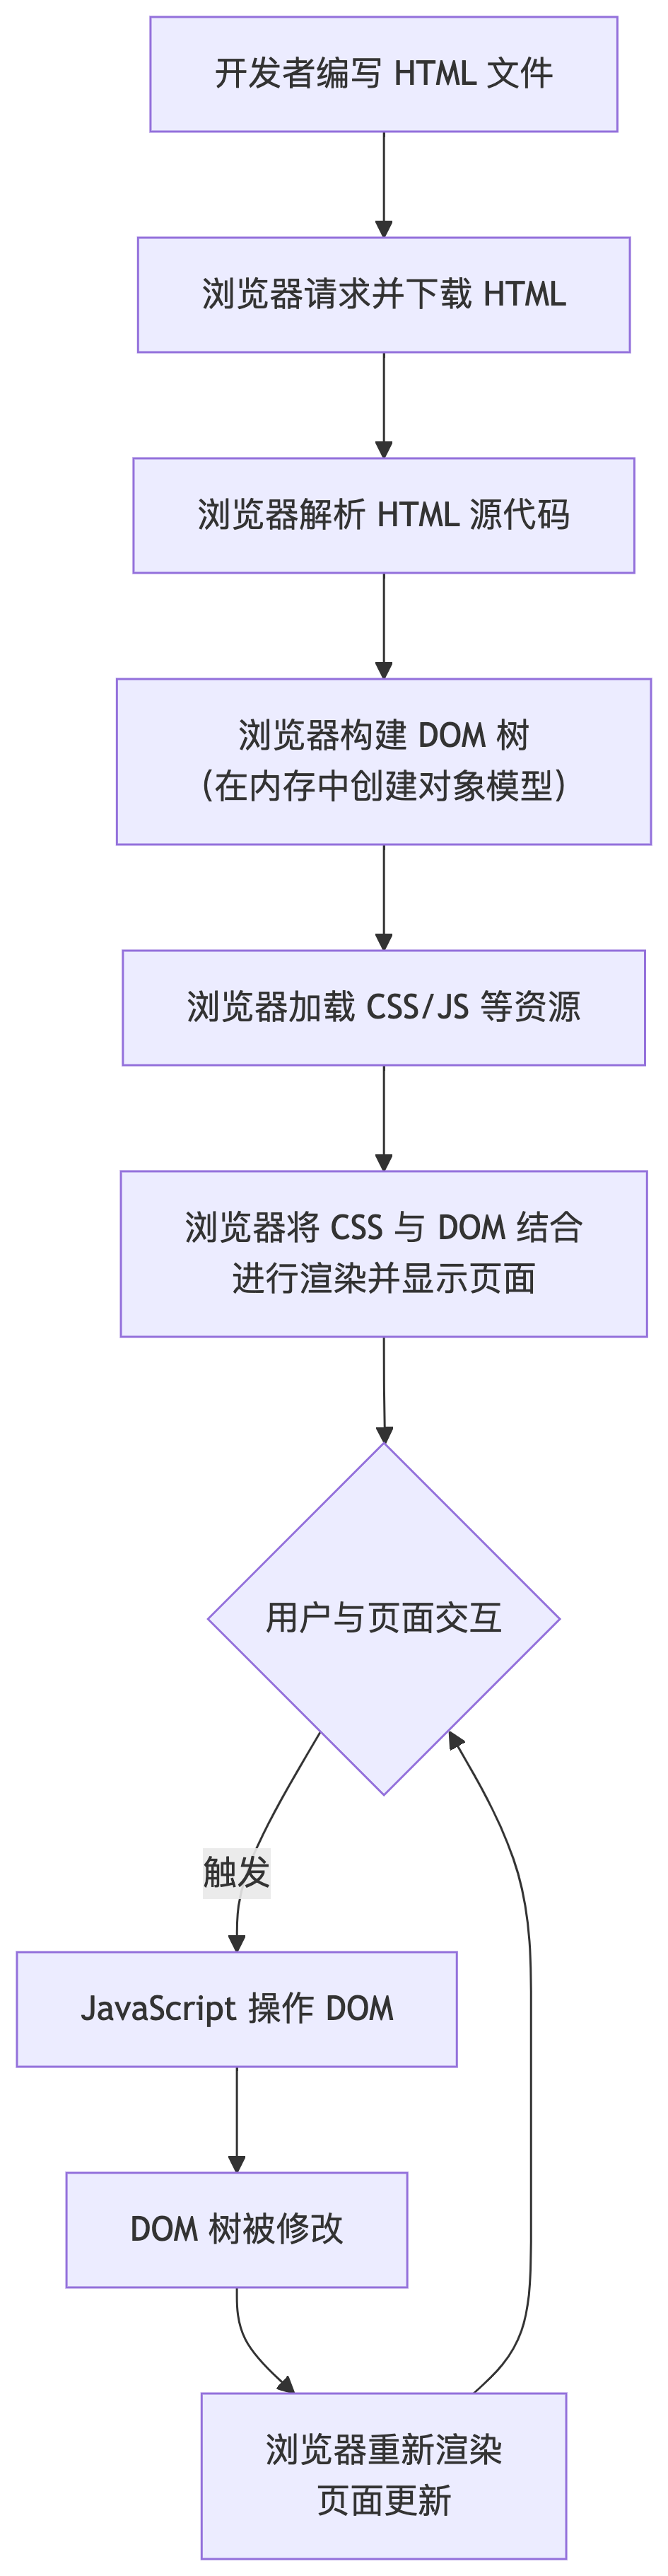 开发者编写 HTML 文件
浏览器请求并下载 HTML
浏览器解析 HTML 源代码
浏览器构建 DOM 树
(在内存中创建对象模型)
浏览器加载 CSS/JS 等资源
浏览器将 CSS 与 DOM 结合
进行渲染并显示页面
用户与页面交互
触发
JavaScript 操作 DOM
DOM 树被修改
浏览器重新渲染
页面更新